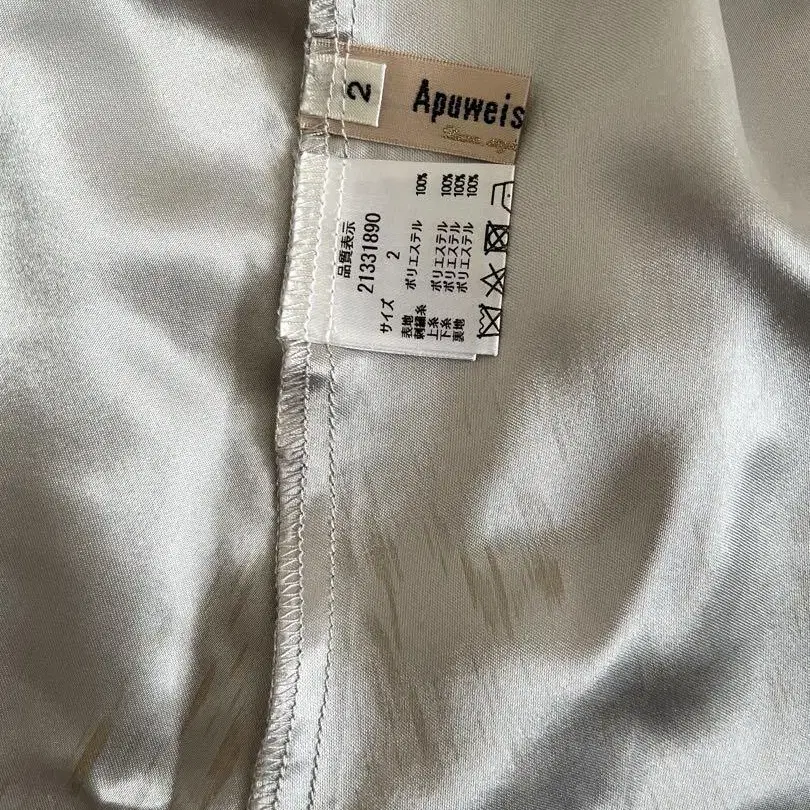 2
Apuweis
品質表示
21331890
サイズ 2
表地 ポリエステル 100%
刺繍糸
上糸 ポリエステル 100%
下糸 ポリエステル 100%
裏地 ポリエステル 100%